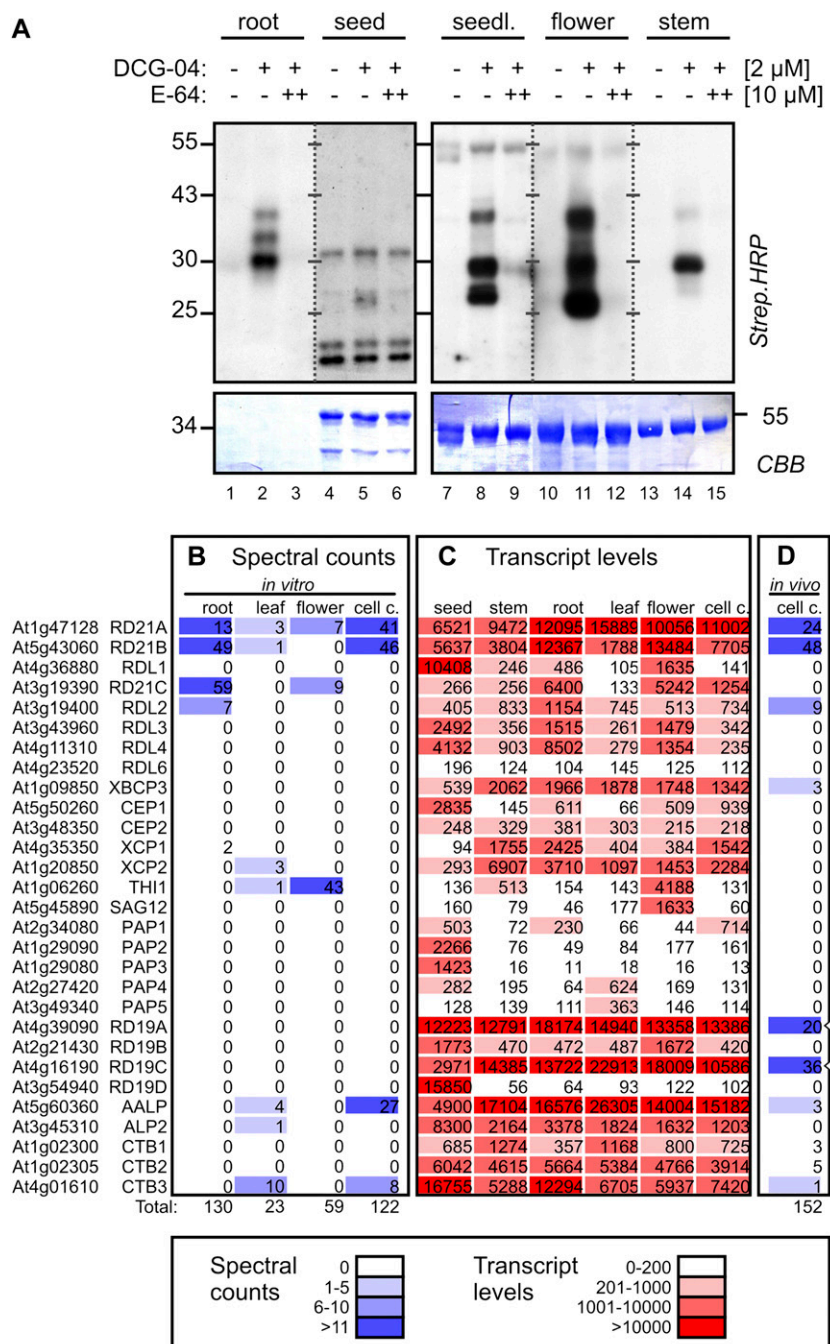 A
root seed seedl. flower stem
DCG-04: - + + - + + - + + - + + - + + [2 µM]
E-64: - - ++ - - ++ - - ++ - - ++ - - ++ [10 µM]
55
43
30
25
Strep.HRP
34
55
CBB
1 2 3 4 5 6 7 8 9 10 11 12 13 14 15
B Spectral counts
C Transcript levels
D
in vitro
in vivo
root leaf flower cell c. seed stem root leaf flower cell c. cell c.
At1g47128 RD21A 13 3 7 41 6521 9472 12095 15889 10056 11002 24
At5g43060 RD21B 49 1 0 46 5637 3804 12367 1788 13484 7705 48
At4g36880 RDL1 0 0 0 0 10408 246 486 105 1635 141 0
At3g19390 RD21C 59 0 9 0 266 256 6400 133 5242 1254 0
At3g19400 RDL2 7 0 0 0 405 833 1154 745 513 734 9
At3g43960 RDL3 0 0 0 0 2492 356 1515 261 1479 342 0
At4g11310 RDL4 0 0 0 0 4132 903 8502 279 1354 235 0
At4g23520 RDL6 0 0 0 0 196 124 104 145 125 112 0
At1g09850 XBCP3 0 0 0 0 539 2062 1966 1878 1748 1342 3
At5g50260 CEP1 0 0 0 0 2835 145 611 66 509 939 0
At3g48350 CEP2 0 0 0 0 248 329 381 303 215 218 0
At4g35350 XCP1 2 0 0 0 94 1755 2425 404 384 1542 0
At1g20850 XCP2 0 3 0 0 293 6907 3710 1097 1453 2284 0
At1g06260 THI1 0 1 43 0 136 513 154 143 4188 131 0
At5g45890 SAG12 0 0 0 0 160 79 46 177 1633 60 0
At2g34080 PAP1 0 0 0 0 503 72 230 66 44 714 0
At1g29090 PAP2 0 0 0 0 2266 76 49 84 177 161 0
At1g29080 PAP3 0 0 0 0 1423 16 11 18 16 13 0
At2g27420 PAP4 0 0 0 0 282 195 64 624 169 131 0
At3g49340 PAP5 0 0 0 0 128 139 111 363 146 114 0
At4g39090 RD19A 0 0 0 0 12223 12791 18174 14940 13358 13386 20
At2g21430 RD19B 0 0 0 0 1773 470 472 487 1672 420 0
At4g16190 RD19C 0 0 0 0 2971 14385 13722 22913 18009 10586 36
At3g54940 RD19D 0 0 0 0 15850 56 64 93 122 102 0
At5g60360 AALP 0 4 0 27 4900 17104 16576 26305 14004 15182 3
At3g45310 ALP2 0 1 0 0 8300 2164 3378 1824 1632 1203 0
At1g02300 CTB1 0 0 0 0 685 1274 357 1168 800 725 3
At1g02305 CTB2 0 0 0 0 6042 4615 5664 5384 4766 3914 5
At4g01610 CTB3 0 10 0 8 16755 5288 12294 6705 5937 7420 1
Total: 130 23 59 122 152
Spectral counts
0
1-5
6-10
>11
Transcript levels
0-200
201-1000
1001-10000
>10000